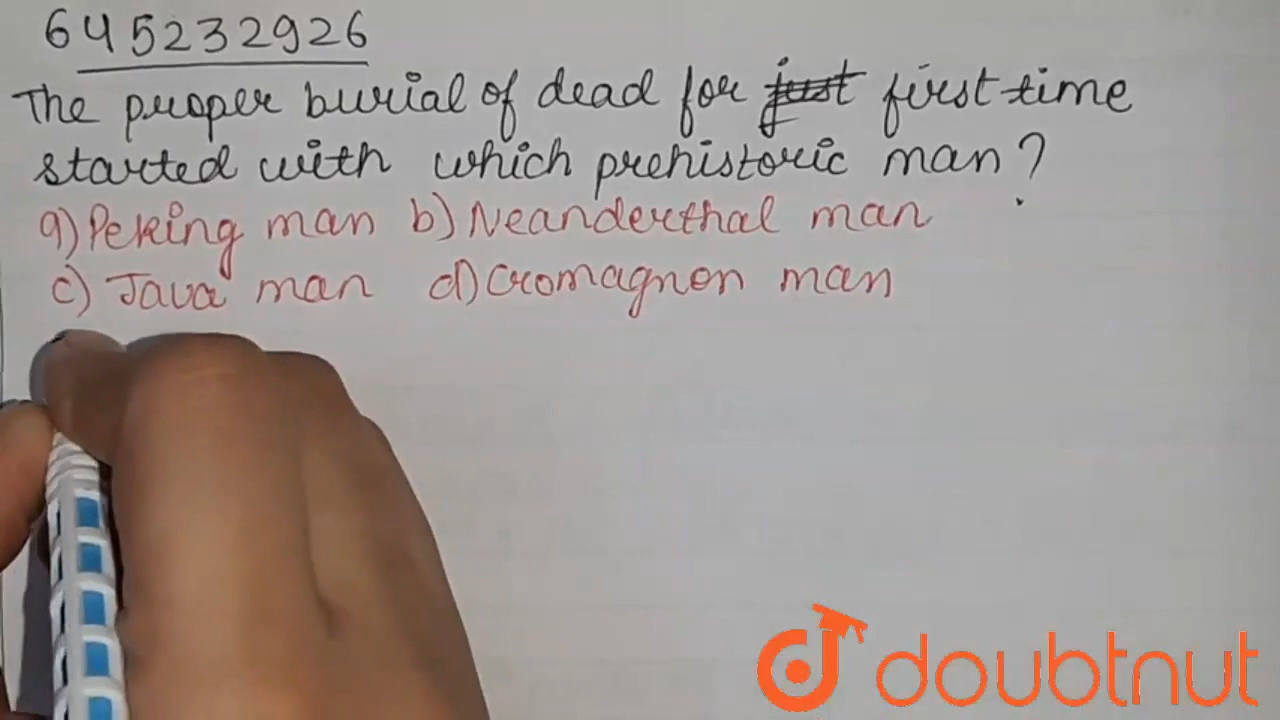 645232926
The proper burial of dead for just first time
started with which prehistoric man?
a) Peking man b) Neanderthal man
c) Java man d) Cromagnon man
doubtnut